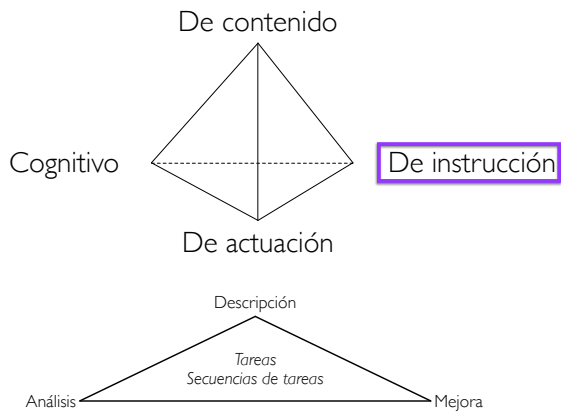 De contenido
Cognitivo
De instrucción
De actuación
Descripción
Tareas
Secuencias de tareas
Análisis
Mejora